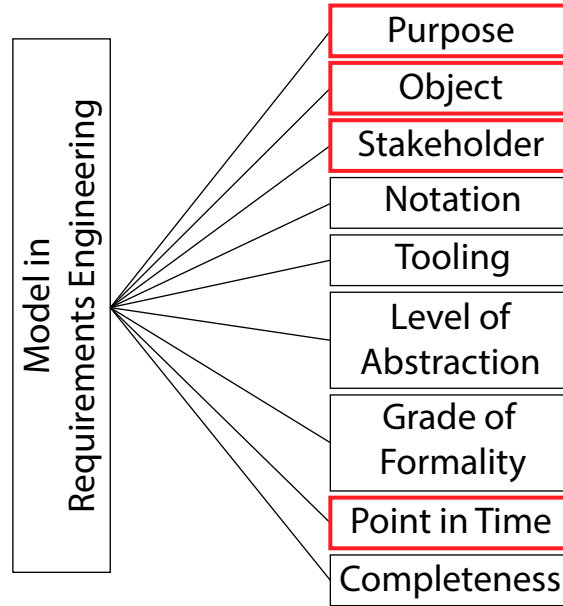 Model in
Requirements Engineering
Purpose
Object
Stakeholder
Notation
Tooling
Level of
Abstraction
Grade of
Formality
Point in Time
Completeness